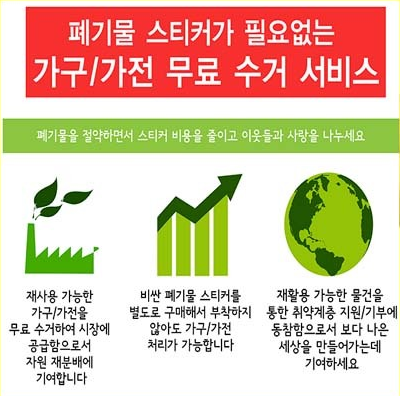 폐기물 스티커가 필요없는
가구/가전 무료 수거 서비스
폐기물을 절약하면서 스티커 비용을 줄이고 이웃들과 사랑을 나누세요
재사용 가능한
가구/가전을
무료 수거하여 시장에
공급함으로서
자원 재분배에
기여합니다
비싼 폐기물 스티커를
별도로 구매해서 부착하지
않아도 가구/가전
처리가 가능합니다
재활용 가능한 물건을
통한 취약계층 지원/기부에
동참함으로서 보다 나은
세상을 만들어가는데
기여하세요